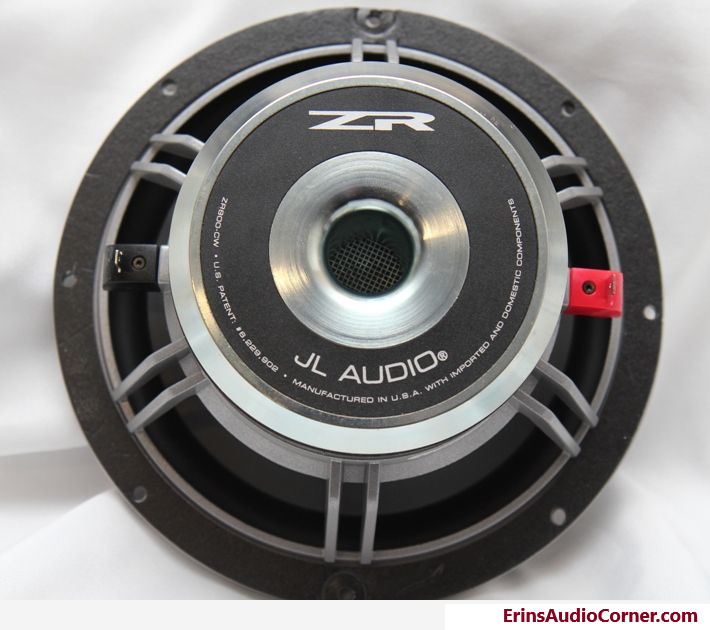 ZR
ZR800-CW • U.S. PATENT: #6,229,902 • MANUFACTURED IN U.S.A. WITH IMPORTED AND DOMESTIC COMPONENTS
JL AUDIO®
ErinsAudioCorner.com